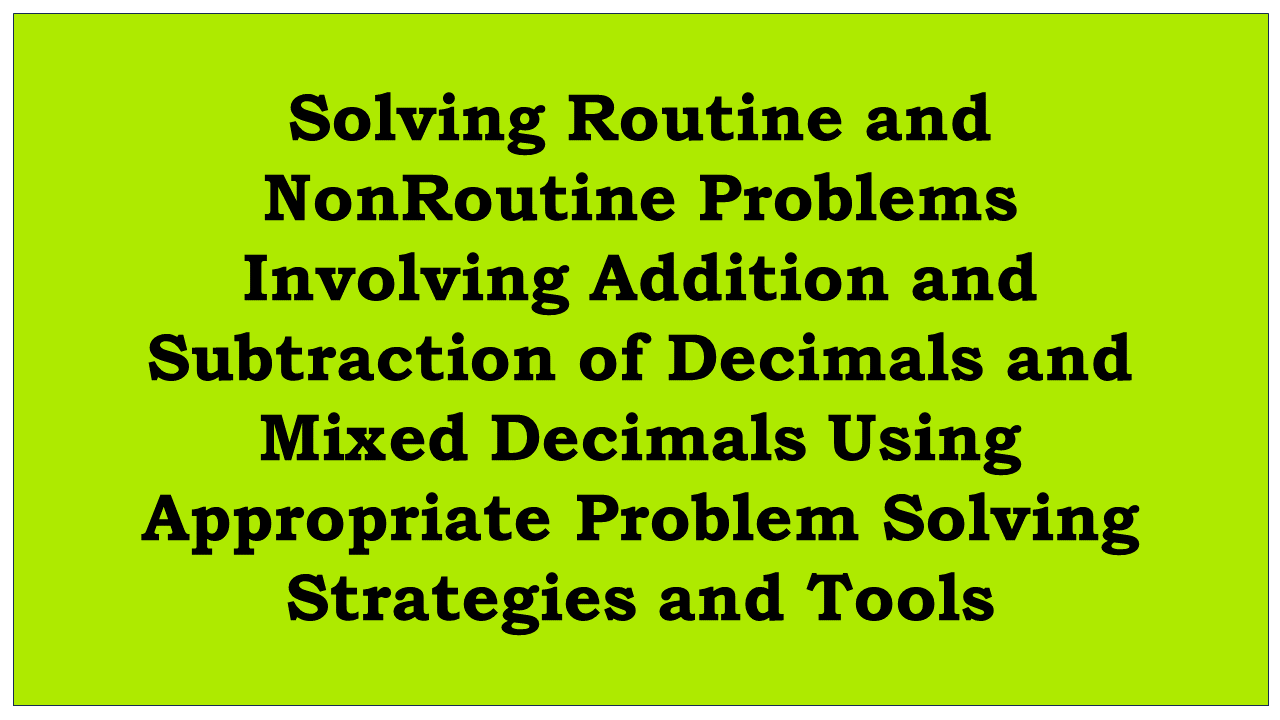 Solving Routine and
NonRoutine Problems
Involving Addition and
Subtraction of Decimals and
Mixed Decimals Using
Appropriate Problem Solving
Strategies and Tools